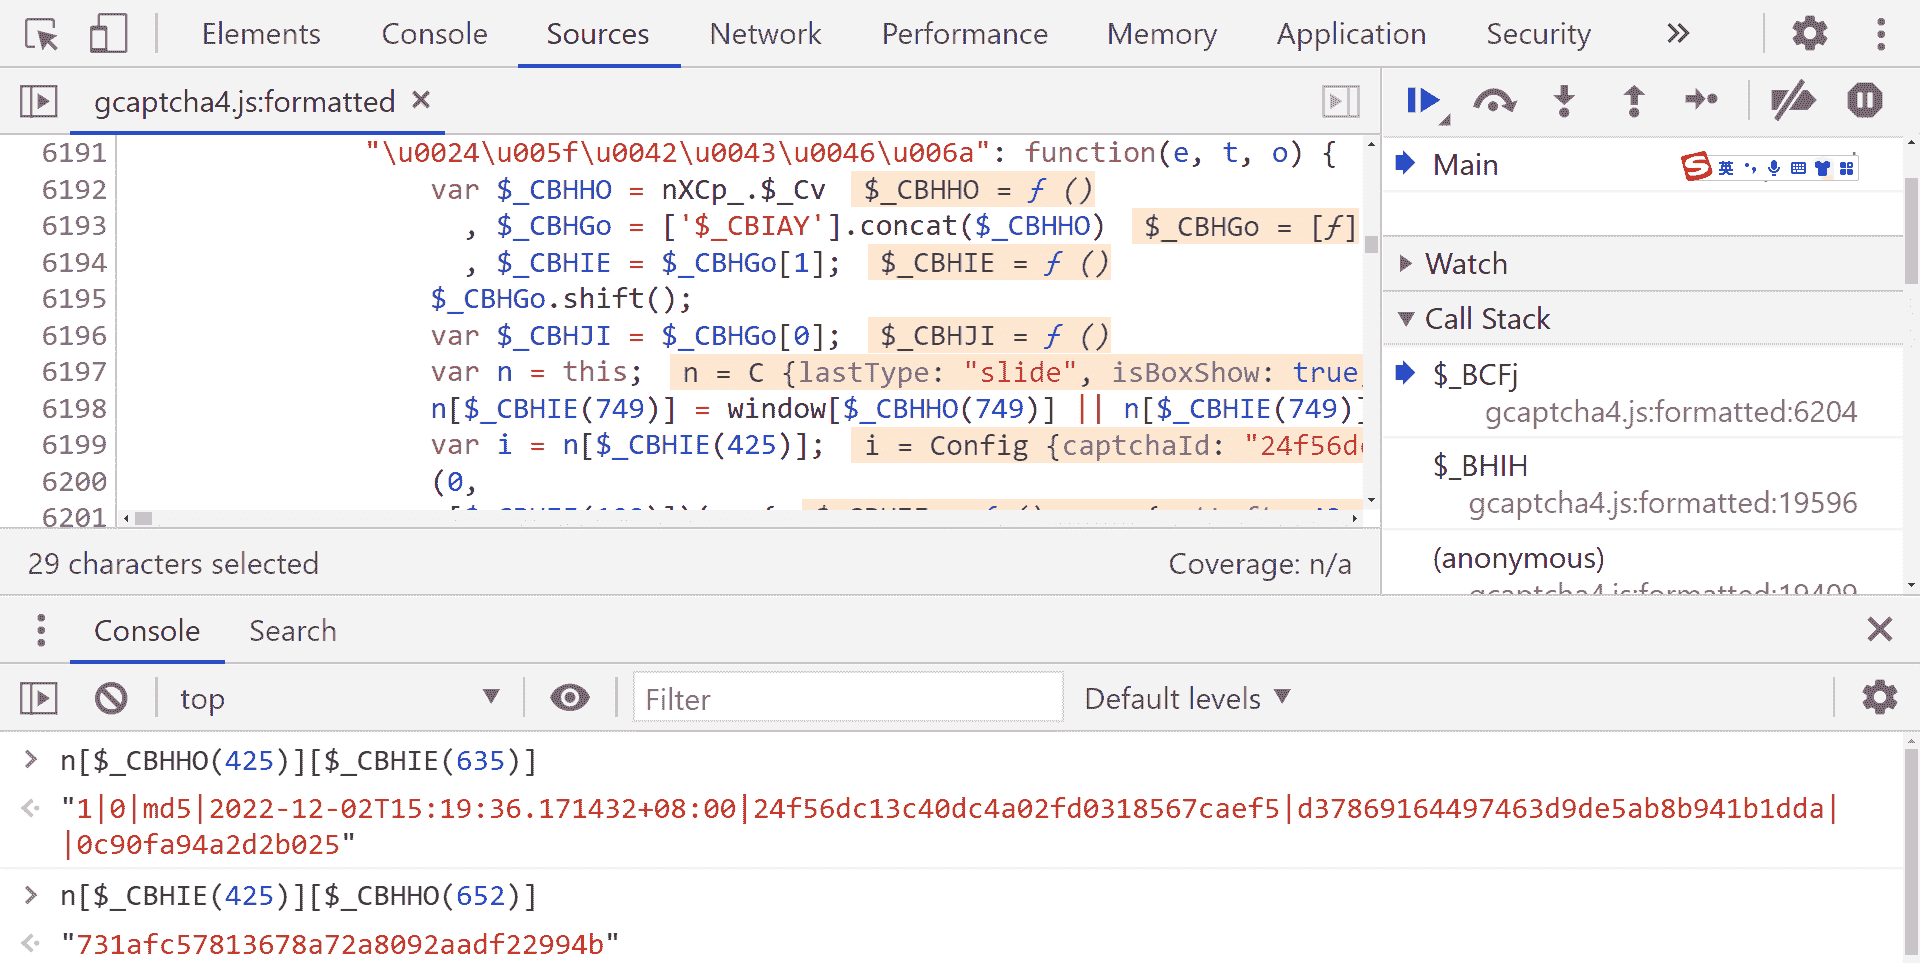 Elements Console Sources Network Performance Memory Application Security »
gcaptcha4.js:formatted ×
6191 "\u0024\u005f\u0042\u0043\u0046\u006a": function(e, t, o) {
6192 var $_CBHHO = nXCp_.$_Cv $_CBHHO = ƒ ()
6193 , $_CBHGo = ['$_CBIAY'].concat($_CBHHO) $_CBHGo = [ƒ]
6194 , $_CBHIE = $_CBHGo[1]; $_CBHIE = ƒ ()
6195 $_CBHGo.shift();
6196 var $_CBHJI = $_CBHGo[0]; $_CBHJI = ƒ ()
6197 var n = this; n = C {lastType: "slide", isBoxShow: true,
6198 n[$_CBHIE(749)] = window[$_CBHHO(749)] || n[$_CBHIE(749)]
6199 var i = n[$_CBHIE(425)]; i = Config {captchaId: "24f56d
6200 (0,
6201
Main
英
Watch
Call Stack
$_BCFj
gcaptcha4.js:formatted:6204
$_BHIH
gcaptcha4.js:formatted:19596
(anonymous)
gcaptcha4.js:formatted:19409
29 characters selected Coverage: n/a
Console Search
top Filter Default levels
> n[$_CBHHO(425)][$_CBHIE(635)]
"1|0|md5|2022-12-02T15:19:36.171432+08:00|24f56dc13c40dc4a02fd0318567caef5|d37869164497463d9de5ab8b941b1dda|
|0c90fa94a2d2b025"
> n[$_CBHIE(425)][$_CBHHO(652)]
"731afc57813678a72a8092aadf22994b"